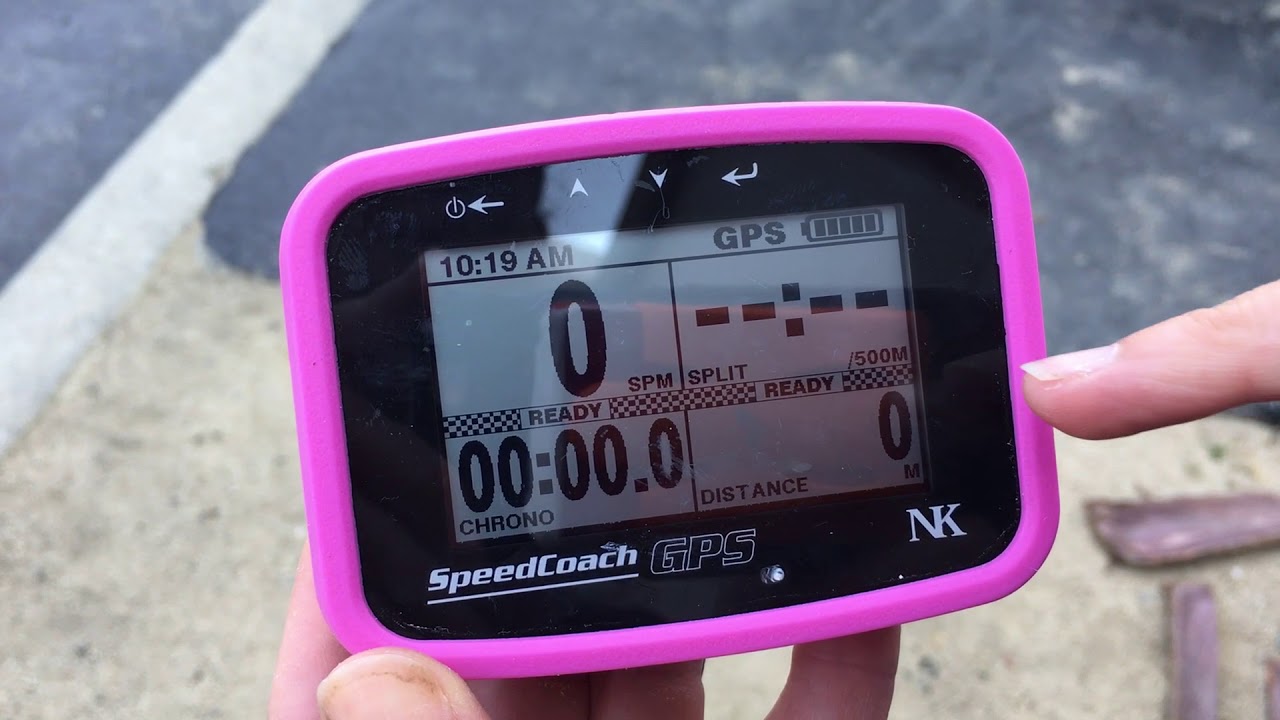 10:19 AM GPS
0 --:--
SPM SPLIT /500M
READY READY
00:00.0 0
CHRONO DISTANCE M
SpeedCoach GPS NK